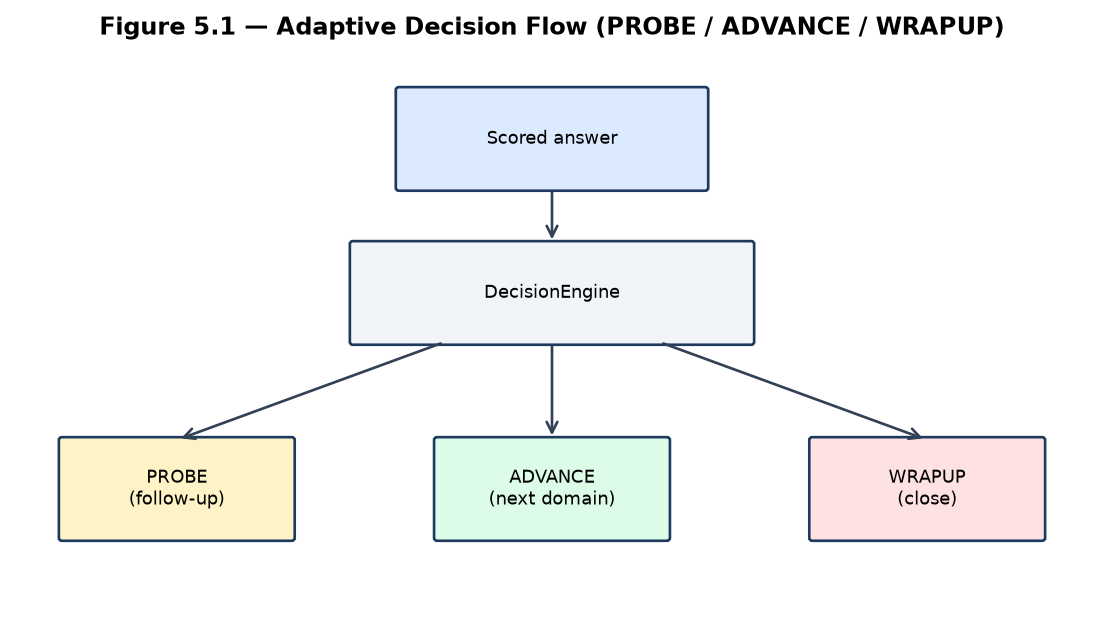 Figure 5.1 — Adaptive Decision Flow (PROBE / ADVANCE / WRAPUP)
Scored answer
DecisionEngine
PROBE
(follow-up)
ADVANCE
(next domain)
WRAPUP
(close)